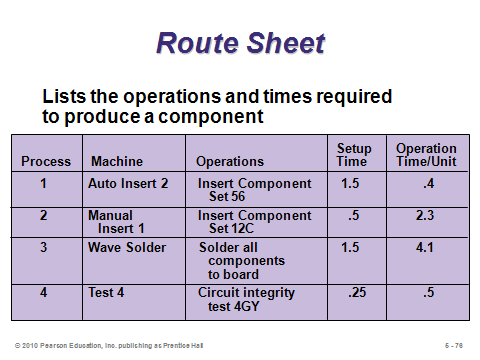 Route Sheet
Lists the operations and times required
to produce a component
Setup Operation
Process Machine Operations Time Time/Unit
1 Auto Insert 2 Insert Component 1.5 .4
Set 56
2 Manual Insert Component .5 2.3
Insert 1 Set 12C
3 Wave Solder Solder all 1.5 4.1
components
to board
4 Test 4 Circuit integrity .25 .5
test 4GY
© 2010 Pearson Education, Inc. publishing as Prentice Hall 5 - 76